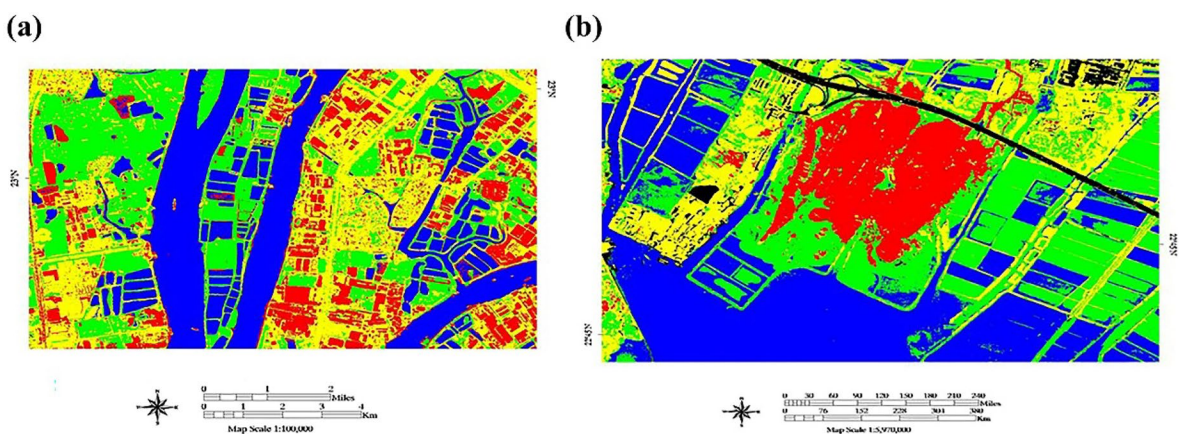 (a)
(b)
23°N
23°N
22°45'N
22°45'N
N
0 1 2
Miles
0 1 2 3 4
Km
Map Scale 1:100,000
N
0 30 60 90 120 150 180 210 240
Miles
0 76 152 228 304 380
Km
Map Scale 1:5,970,000